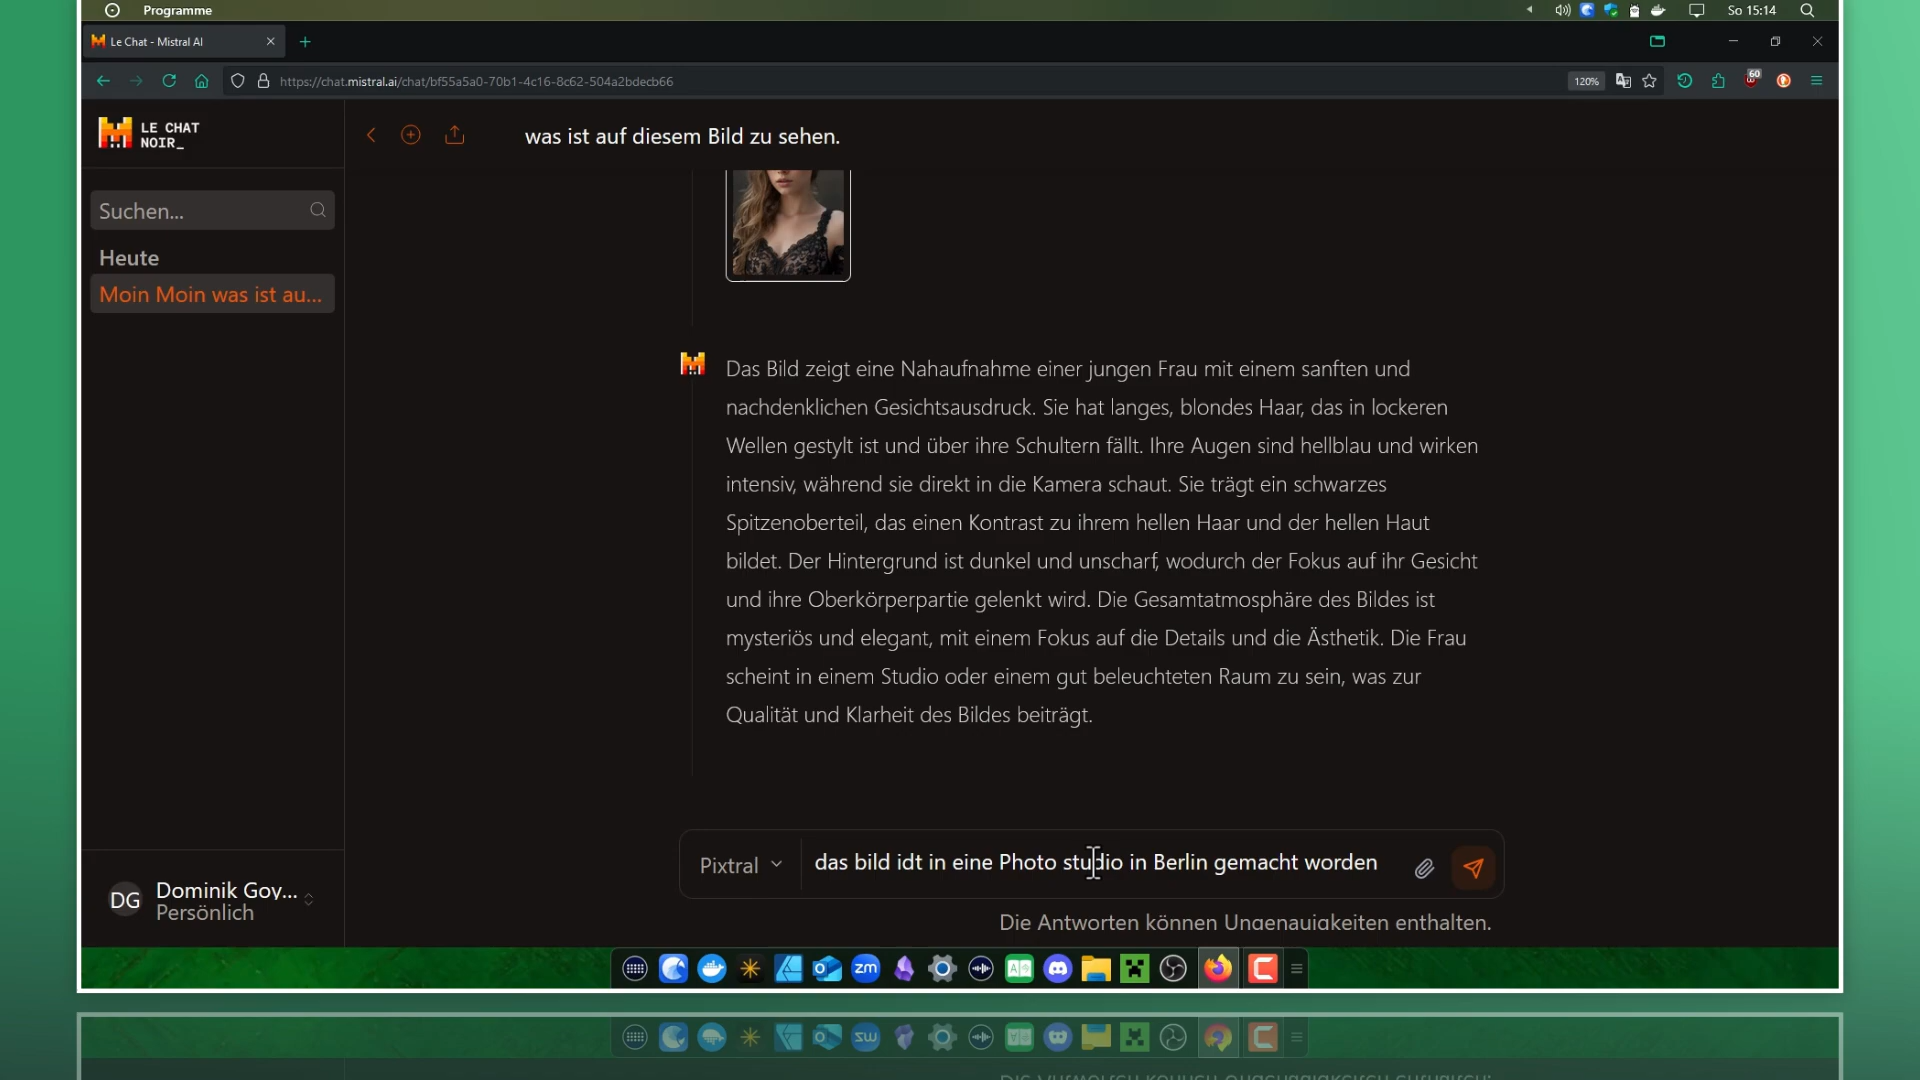 Programme
So 15:14
Le Chat - Mistral AI
https://chat.mistral.ai/chat/bf55a5a0-70b1-4c16-8c62-504a2bdecb66
120%
60
LE CHAT
NOIR_
was ist auf diesem Bild zu sehen.
Suchen...
Heute
Moin Moin was ist au...
Das Bild zeigt eine Nahaufnahme einer jungen Frau mit einem sanften und
nachdenklichen Gesichtsausdruck. Sie hat langes, blondes Haar, das in lockeren
Wellen gestylt ist und über ihre Schultern fällt. Ihre Augen sind hellblau und wirken
intensiv, während sie direkt in die Kamera schaut. Sie trägt ein schwarzes
Spitzenoberteil, das einen Kontrast zu ihrem hellen Haar und der hellen Haut
bildet. Der Hintergrund ist dunkel und unscharf, wodurch der Fokus auf ihr Gesicht
und ihre Oberkörperpartie gelenkt wird. Die Gesamtatmosphäre des Bildes ist
mysteriös und elegant, mit einem Fokus auf die Details und die Ästhetik. Die Frau
scheint in einem Studio oder einem gut beleuchteten Raum zu sein, was zur
Qualität und Klarheit des Bildes beiträgt.
Pixtral
das bild idt in eine Photo studio in Berlin gemacht worden
DG
Dominik Goy...
Persönlich
Die Antworten können Ungenauigkeiten enthalten.
zm